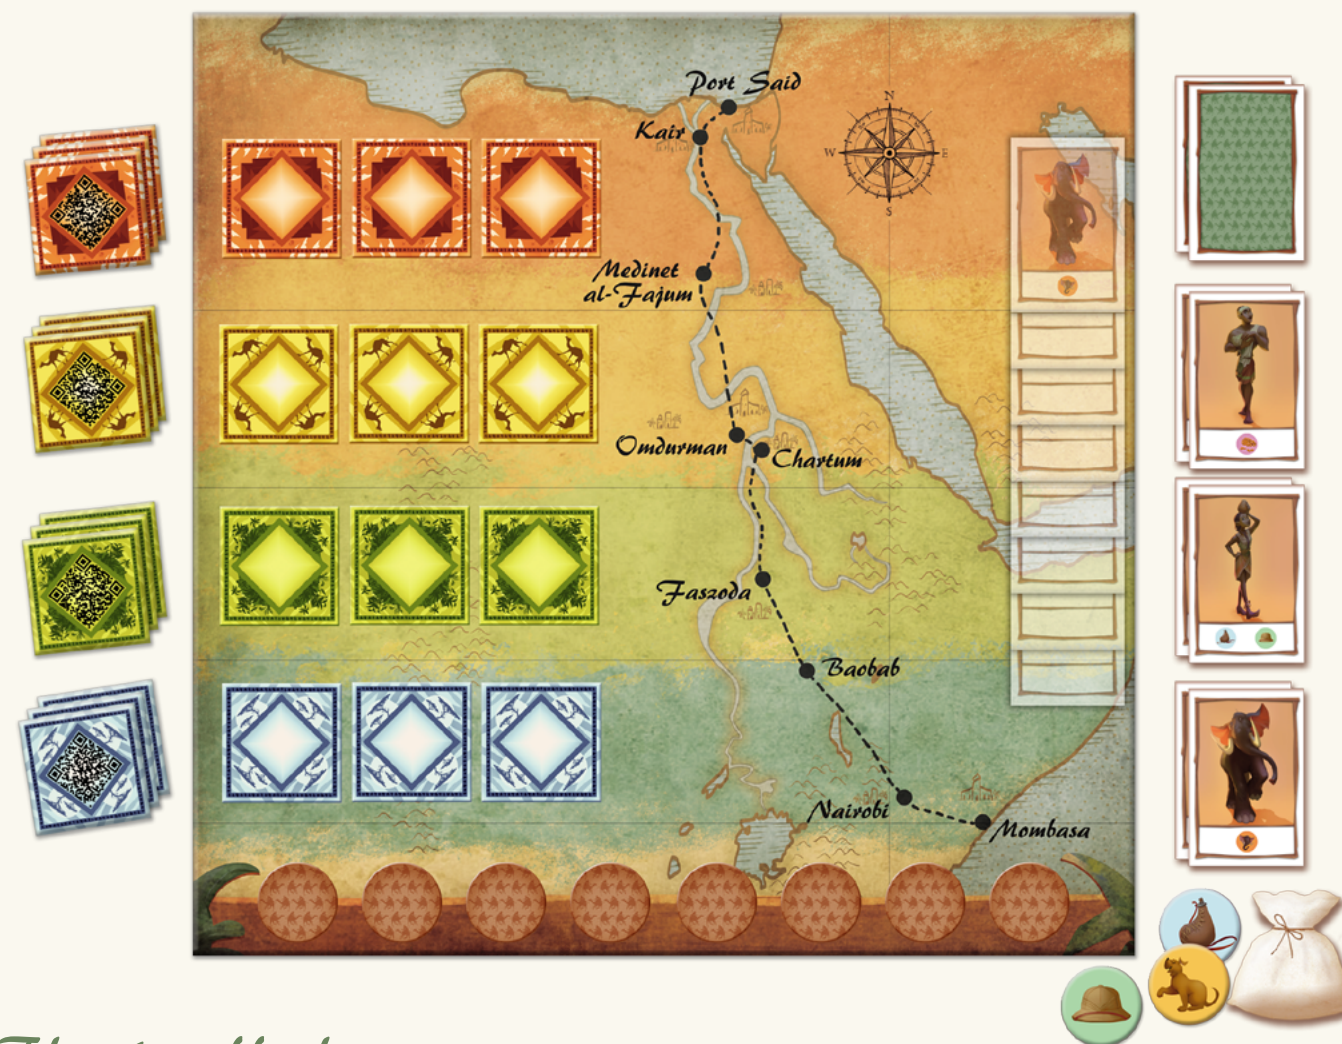 Port Said
Kair
N
W
E
S
Medinet
al-Fajum
Omdurman
Chartum
Faszoda
Baobab
Nairobi
Mombasa